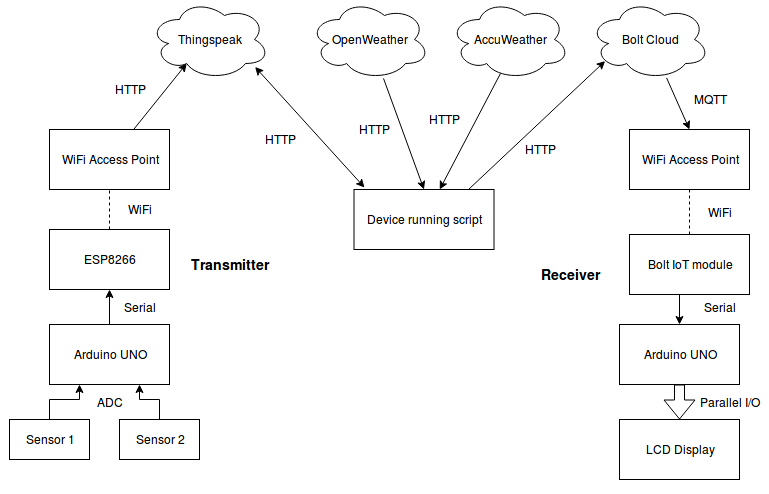 Thingspeak
OpenWeather
AccuWeather
Bolt Cloud
HTTP
MQTT
HTTP
HTTP
HTTP
HTTP
WiFi Access Point
WiFi Access Point
WiFi
WiFi
Device running script
ESP8266
Transmitter
Receiver
Bolt IoT module
Serial
Serial
Arduino UNO
Arduino UNO
ADC
Parallel I/O
Sensor 1
Sensor 2
LCD Display